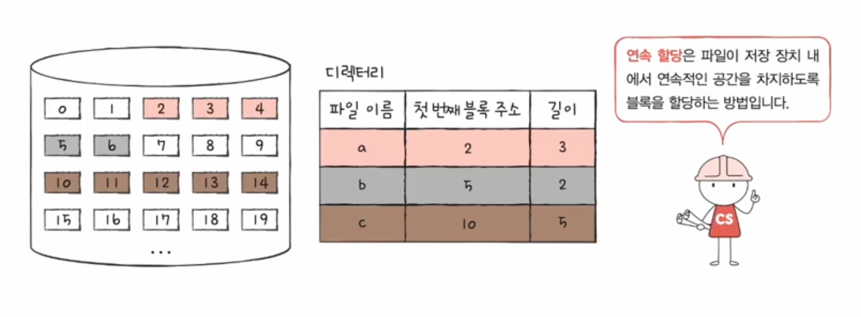 0 1 2 3 4
5 6 7 8 9
10 11 12 13 14
15 16 17 18 19
...
디렉터리
파일 이름 첫 번째 블록 주소 길이
a 2 3
b 5 2
c 10 5
연속 할당은 파일이 저장 장치 내
에서 연속적인 공간을 차지하도록
블록을 할당하는 방법입니다.
CS